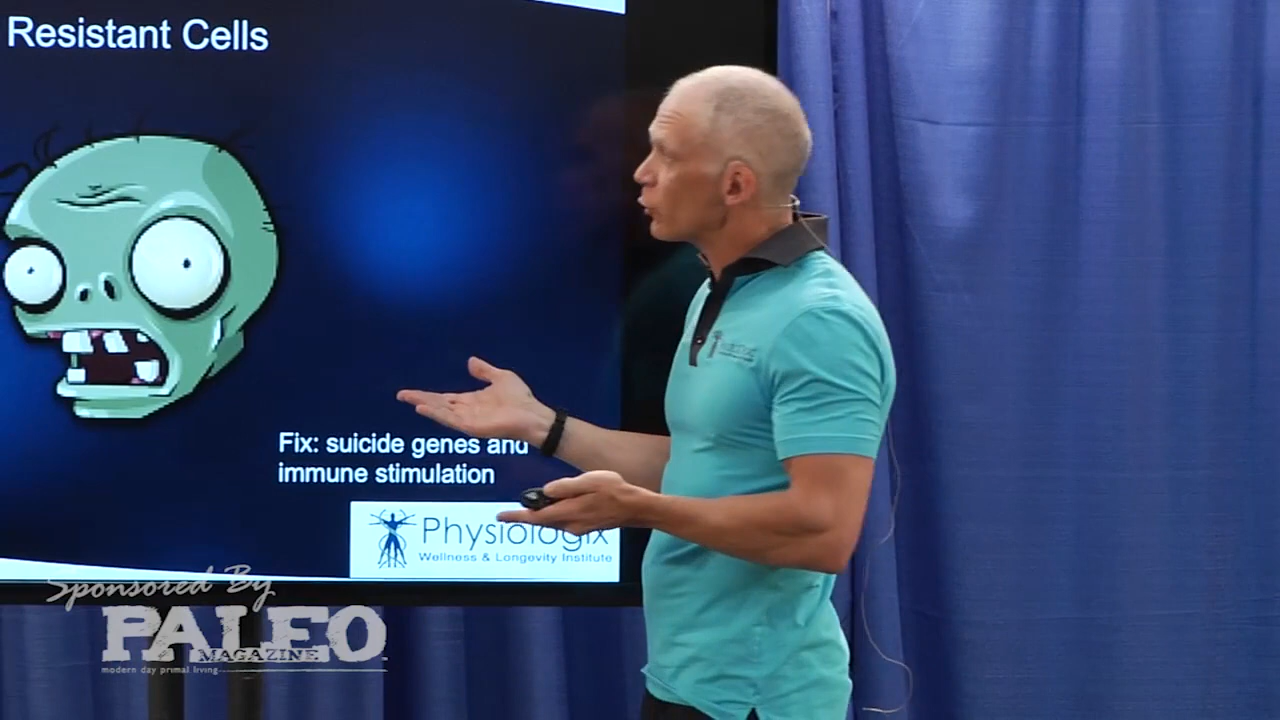 Resistant Cells
Fix: suicide genes and
immune stimulation
Physiologix
Wellness & Longevity Institute
Sponsored By
PALEO
MAGAZINE
modern day primal living